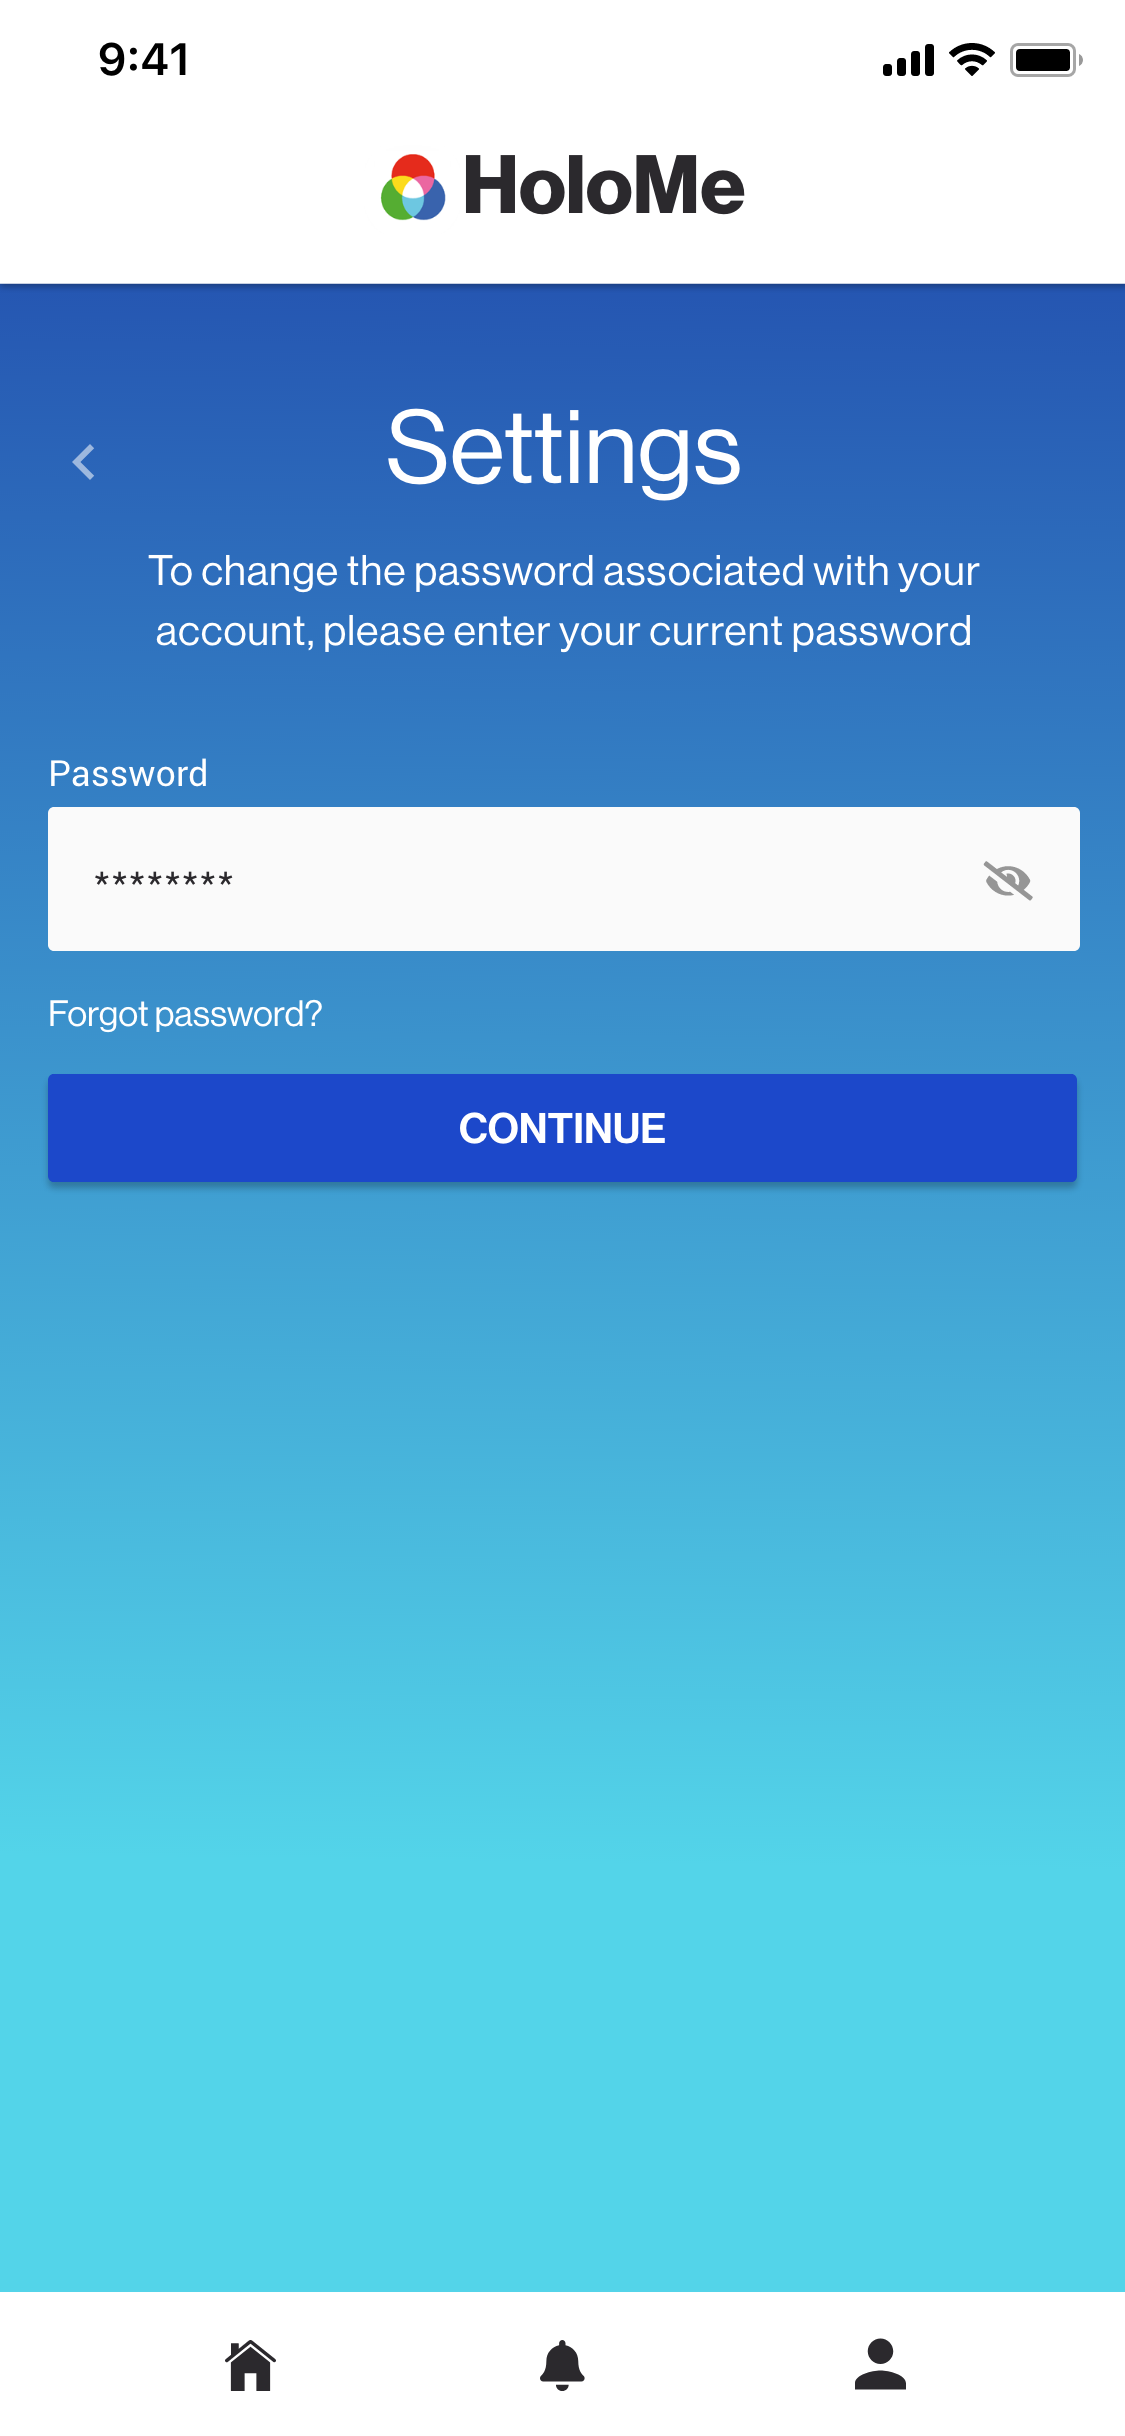 9:41
HoloMe
Settings
To change the password associated with your
account, please enter your current password
Password
********
Forgot password?
CONTINUE